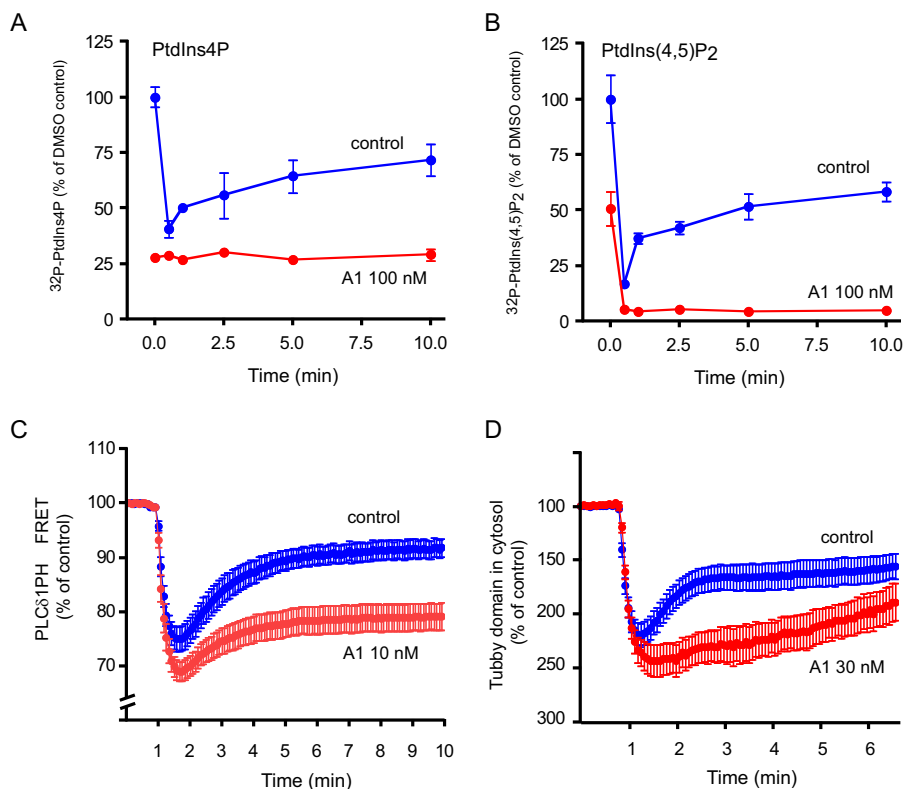 A
PtdIns4P
32P-PtdIns4P (% of DMSO control)
125
100
75
50
25
0
control
A1 100 nM
0.0 2.5 5.0 7.5 10.0
Time (min)
B
PtdIns(4,5)P2
32P-PtdIns(4,5)P2 (% of DMSO control)
125
100
75
50
25
0
control
A1 100 nM
0.0 2.5 5.0 7.5 10.0
Time (min)
C
PLCδ1PH FRET
(% of control)
110
100
90
80
70
control
A1 10 nM
1 2 3 4 5 6 7 8 9 10
Time (min)
D
Tubby domain in cytosol
(% of control)
100
150
200
250
300
control
A1 30 nM
1 2 3 4 5 6
Time (min)